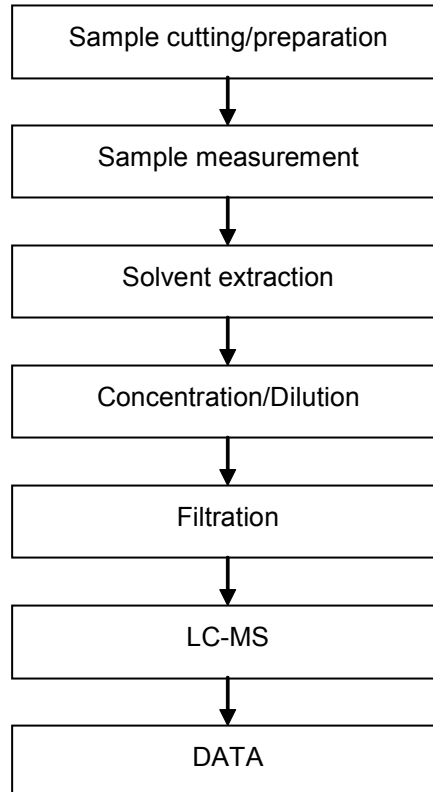 Sample cutting/preparation
Sample measurement
Solvent extraction
Concentration/Dilution
Filtration
LC-MS
DATA